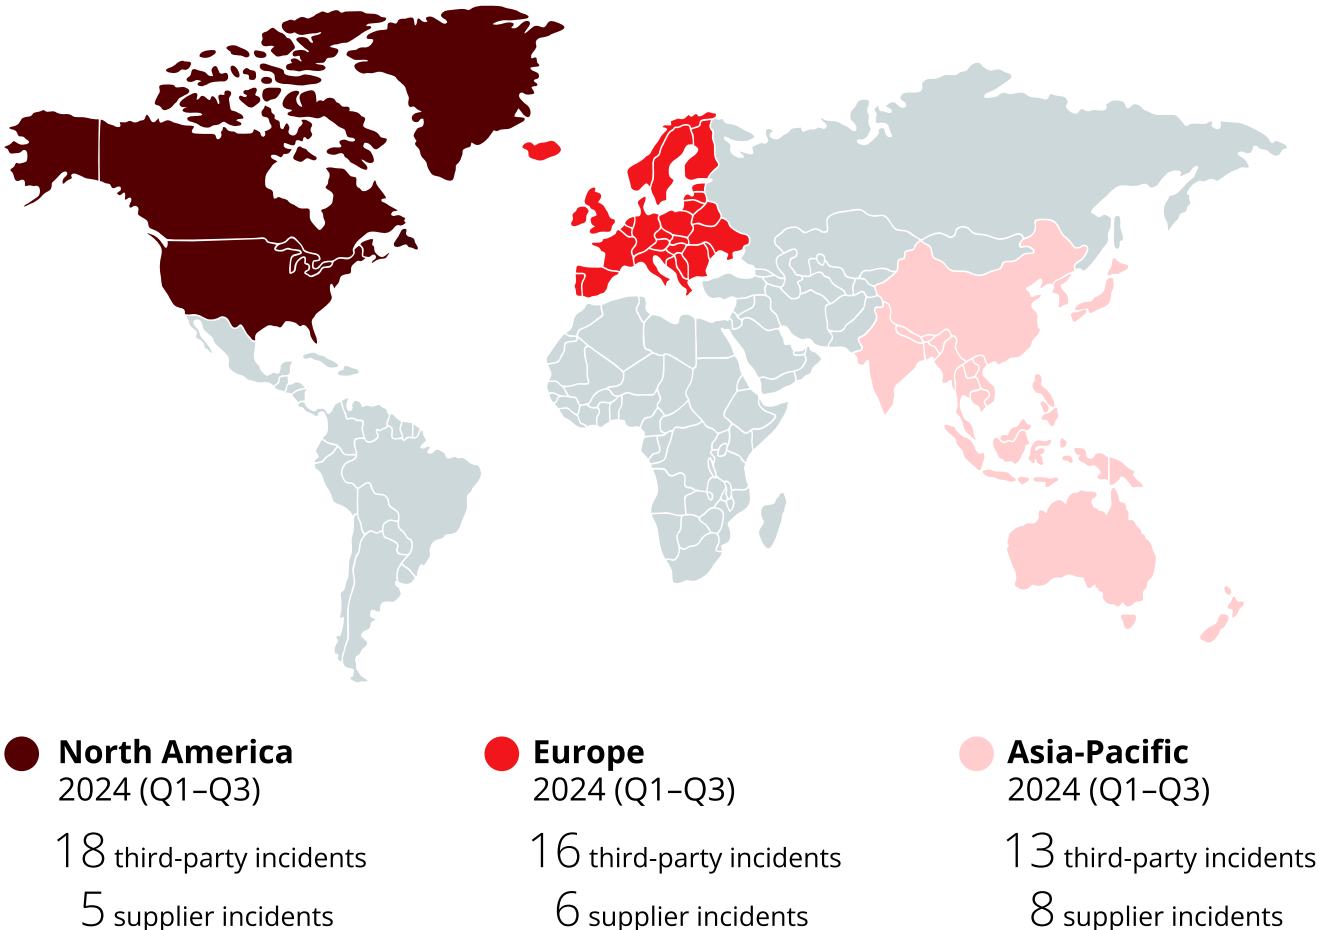 North America
2024 (Q1–Q3)
18 third-party incidents
5 supplier incidents
Europe
2024 (Q1–Q3)
16 third-party incidents
6 supplier incidents
Asia-Pacific
2024 (Q1–Q3)
13 third-party incidents
8 supplier incidents